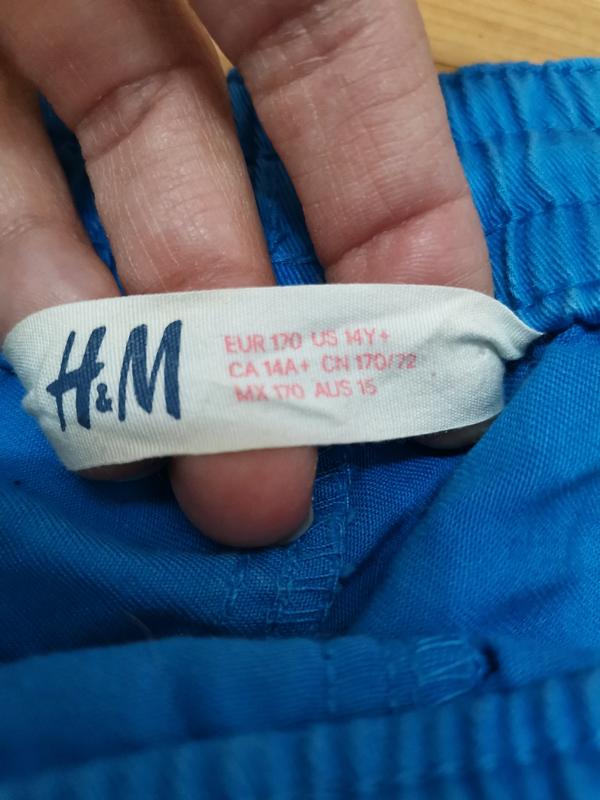 H&M
EUR 170 US 14Y+
CA 14A+ CN 170/72
MX 170 AUS 15